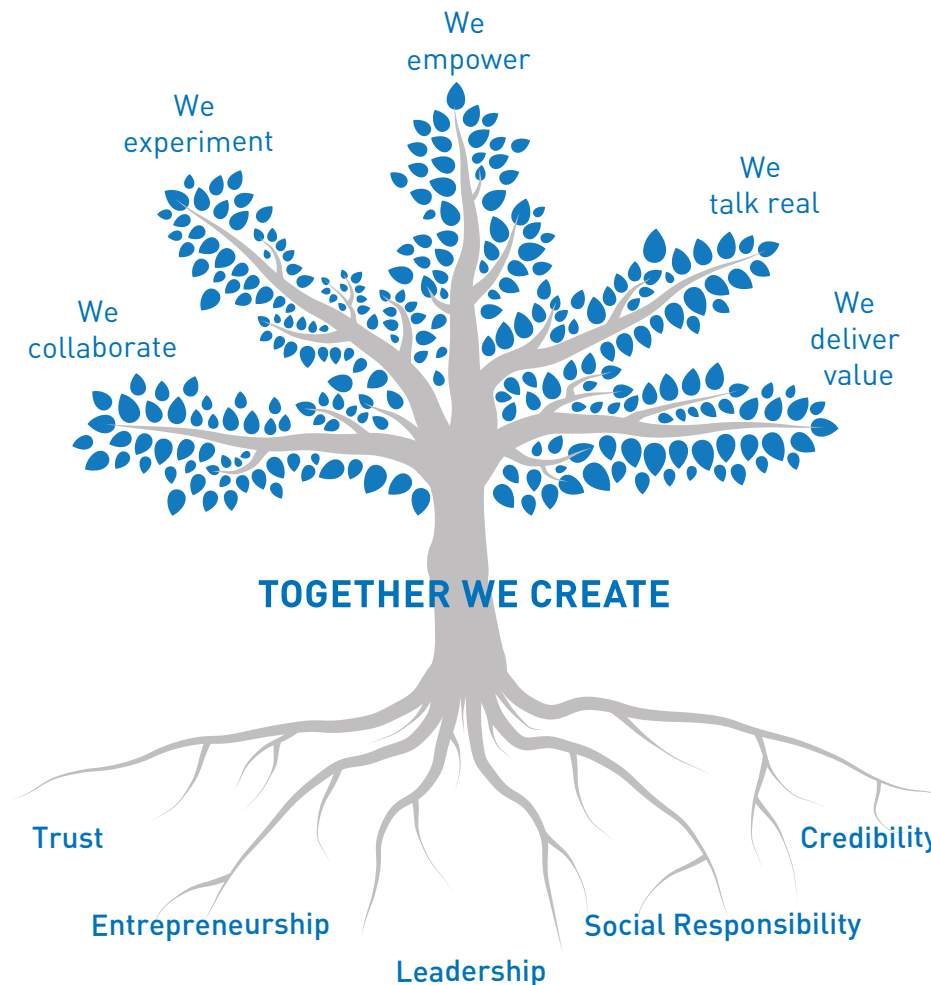 We
empower
We
experiment
We
talk real
We
collaborate
We
deliver
value
TOGETHER WE CREATE
Trust
Credibility
Entrepreneurship
Social Responsibility
Leadership